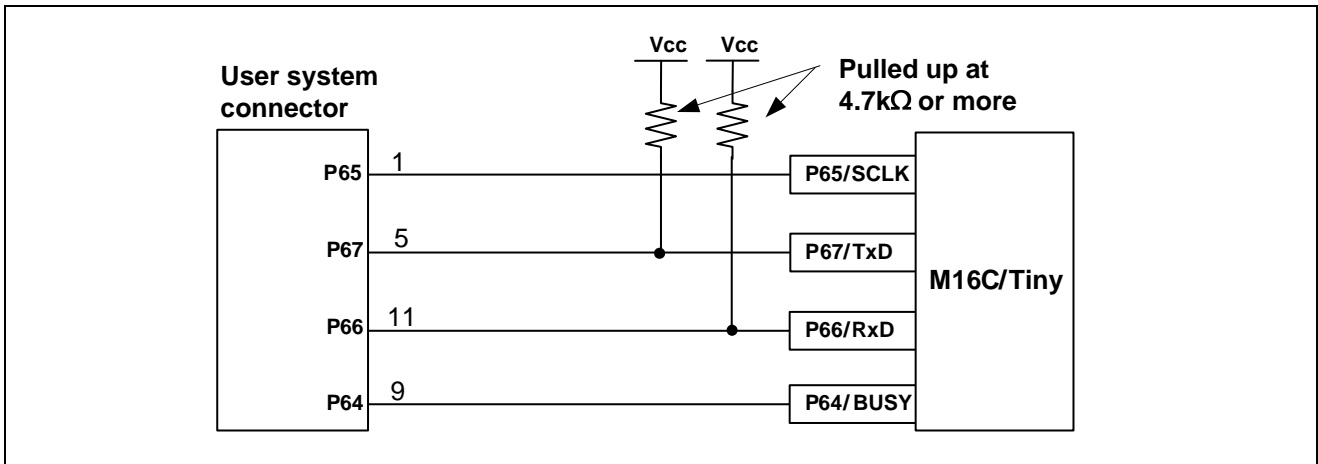 Vcc Vcc
User system
connector
Pulled up at
4.7kΩ or more
P65 1 P65/SCLK
P67 5 P67/TxD
M16C/Tiny
P66 11 P66/RxD
P64 9 P64/BUSY